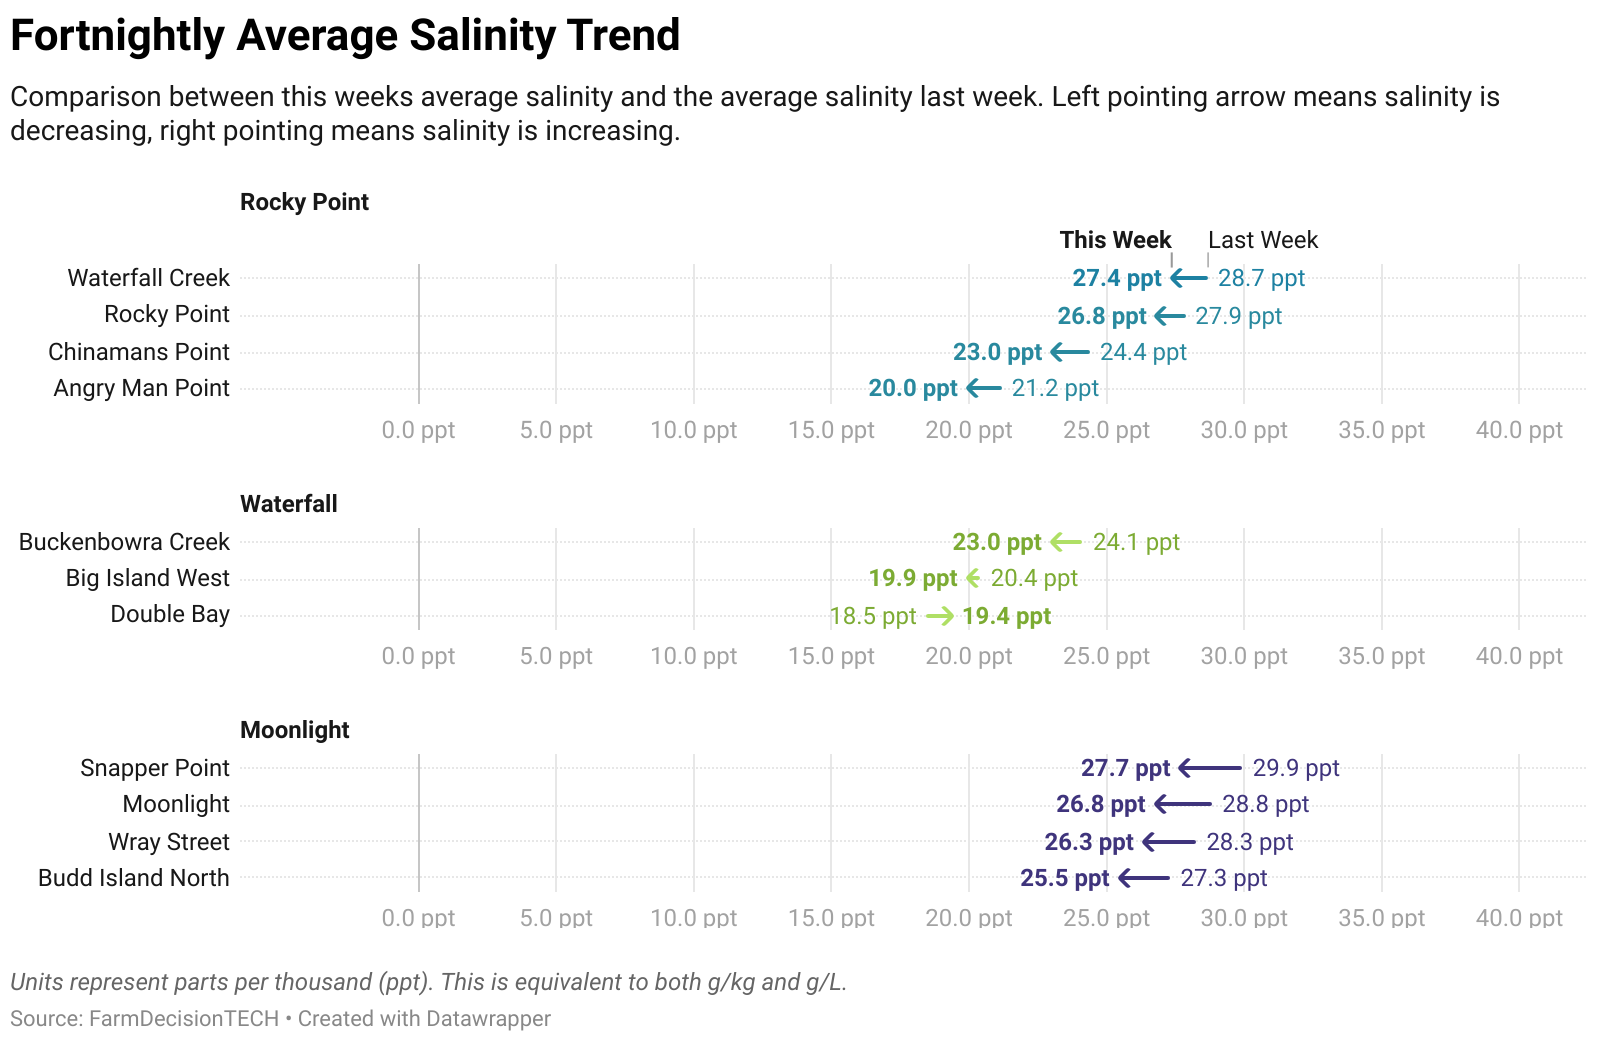 Fortnightly Average Salinity Trend
Comparison between this weeks average salinity and the average salinity last week. Left pointing arrow means salinity is
decreasing, right pointing means salinity is increasing.
Rocky Point
This Week Last Week
Waterfall Creek 27.4 ppt 28.7 ppt
Rocky Point 26.8 ppt 27.9 ppt
Chinamans Point 23.0 ppt 24.4 ppt
Angry Man Point 20.0 ppt 21.2 ppt
0.0 ppt 5.0 ppt 10.0 ppt 15.0 ppt 20.0 ppt 25.0 ppt 30.0 ppt 35.0 ppt 40.0 ppt
Waterfall
Buckenbowra Creek 23.0 ppt 24.1 ppt
Big Island West 19.9 ppt 20.4 ppt
Double Bay 18.5 ppt 19.4 ppt
0.0 ppt 5.0 ppt 10.0 ppt 15.0 ppt 20.0 ppt 25.0 ppt 30.0 ppt 35.0 ppt 40.0 ppt
Moonlight
Snapper Point 27.7 ppt 29.9 ppt
Moonlight 26.8 ppt 28.8 ppt
Wray Street 26.3 ppt 28.3 ppt
Budd Island North 25.5 ppt 27.3 ppt
0.0 ppt 5.0 ppt 10.0 ppt 15.0 ppt 20.0 ppt 25.0 ppt 30.0 ppt 35.0 ppt 40.0 ppt
Units represent parts per thousand (ppt). This is equivalent to both g/kg and g/L.
Source: FarmDecisionTECH • Created with Datawrapper